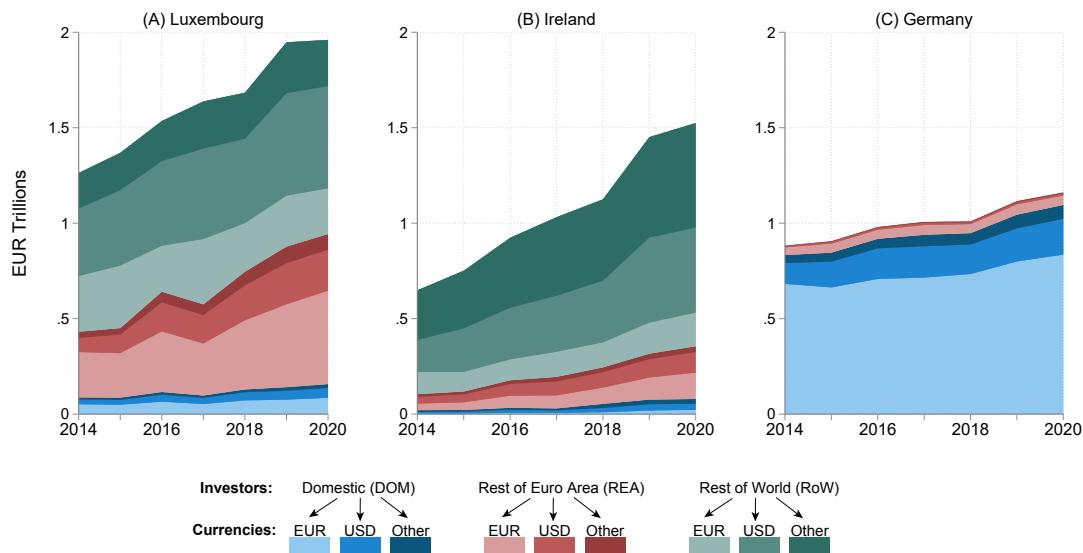 (A) Luxembourg
(B) Ireland
(C) Germany
EUR Trillions
2
1.5
1
.5
0
2014 2016 2018 2020
2
1.5
1
.5
0
2014 2016 2018 2020
2
1.5
1
.5
0
2014 2016 2018 2020
Investors: Domestic (DOM) Rest of Euro Area (REA) Rest of World (RoW)
Currencies: EUR USD Other EUR USD Other EUR USD Other